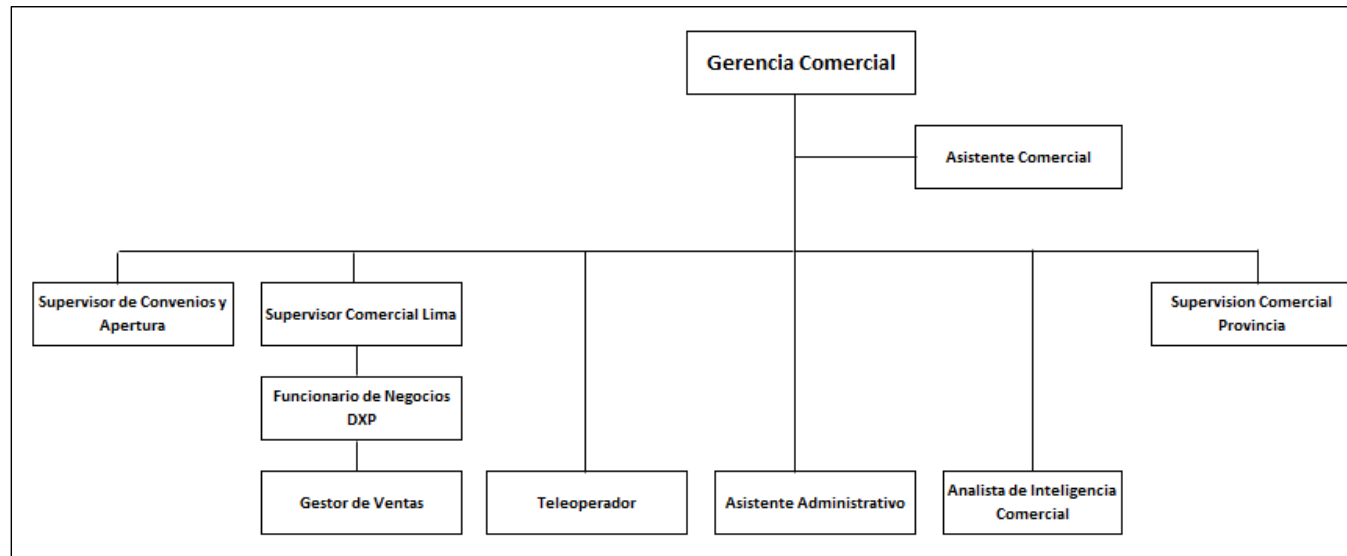 Gerencia Comercial
Asistente Comercial
Supervisor de Convenios y
Apertura
Supervisor Comercial Lima
Supervision Comercial
Provincia
Funcionario de Negocios
DXP
Gestor de Ventas
Teleoperador
Asistente Administrativo
Analista de Inteligencia
Comercial